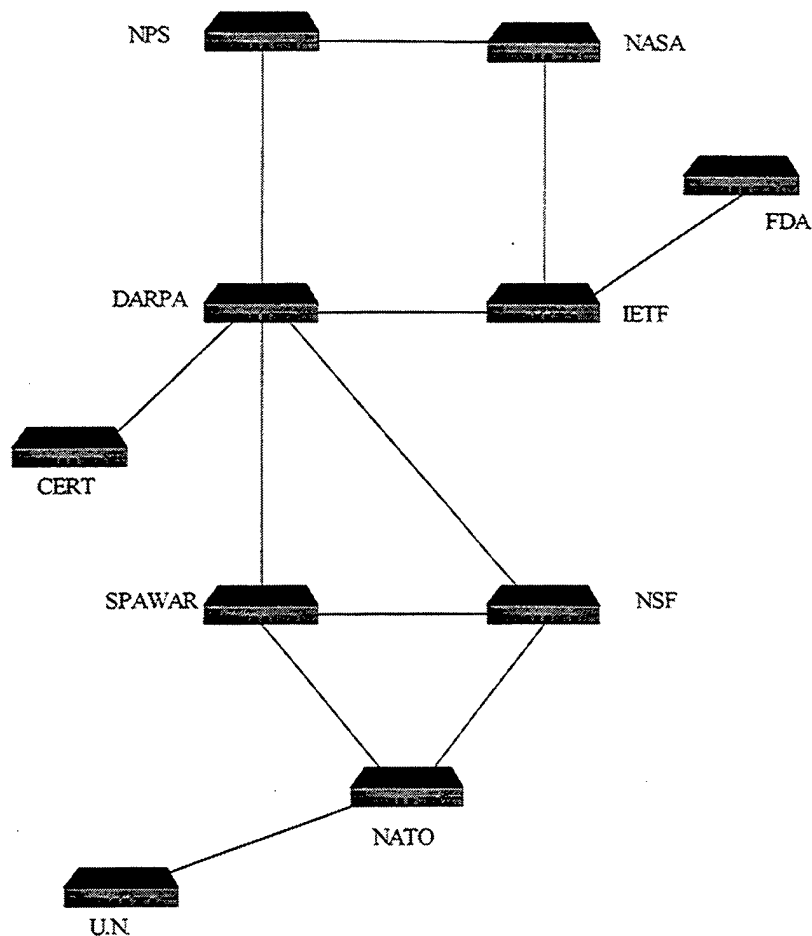 NPS
NASA
FDA
DARPA
IETF
CERT
SPAWAR
NSF
NATO
U.N.